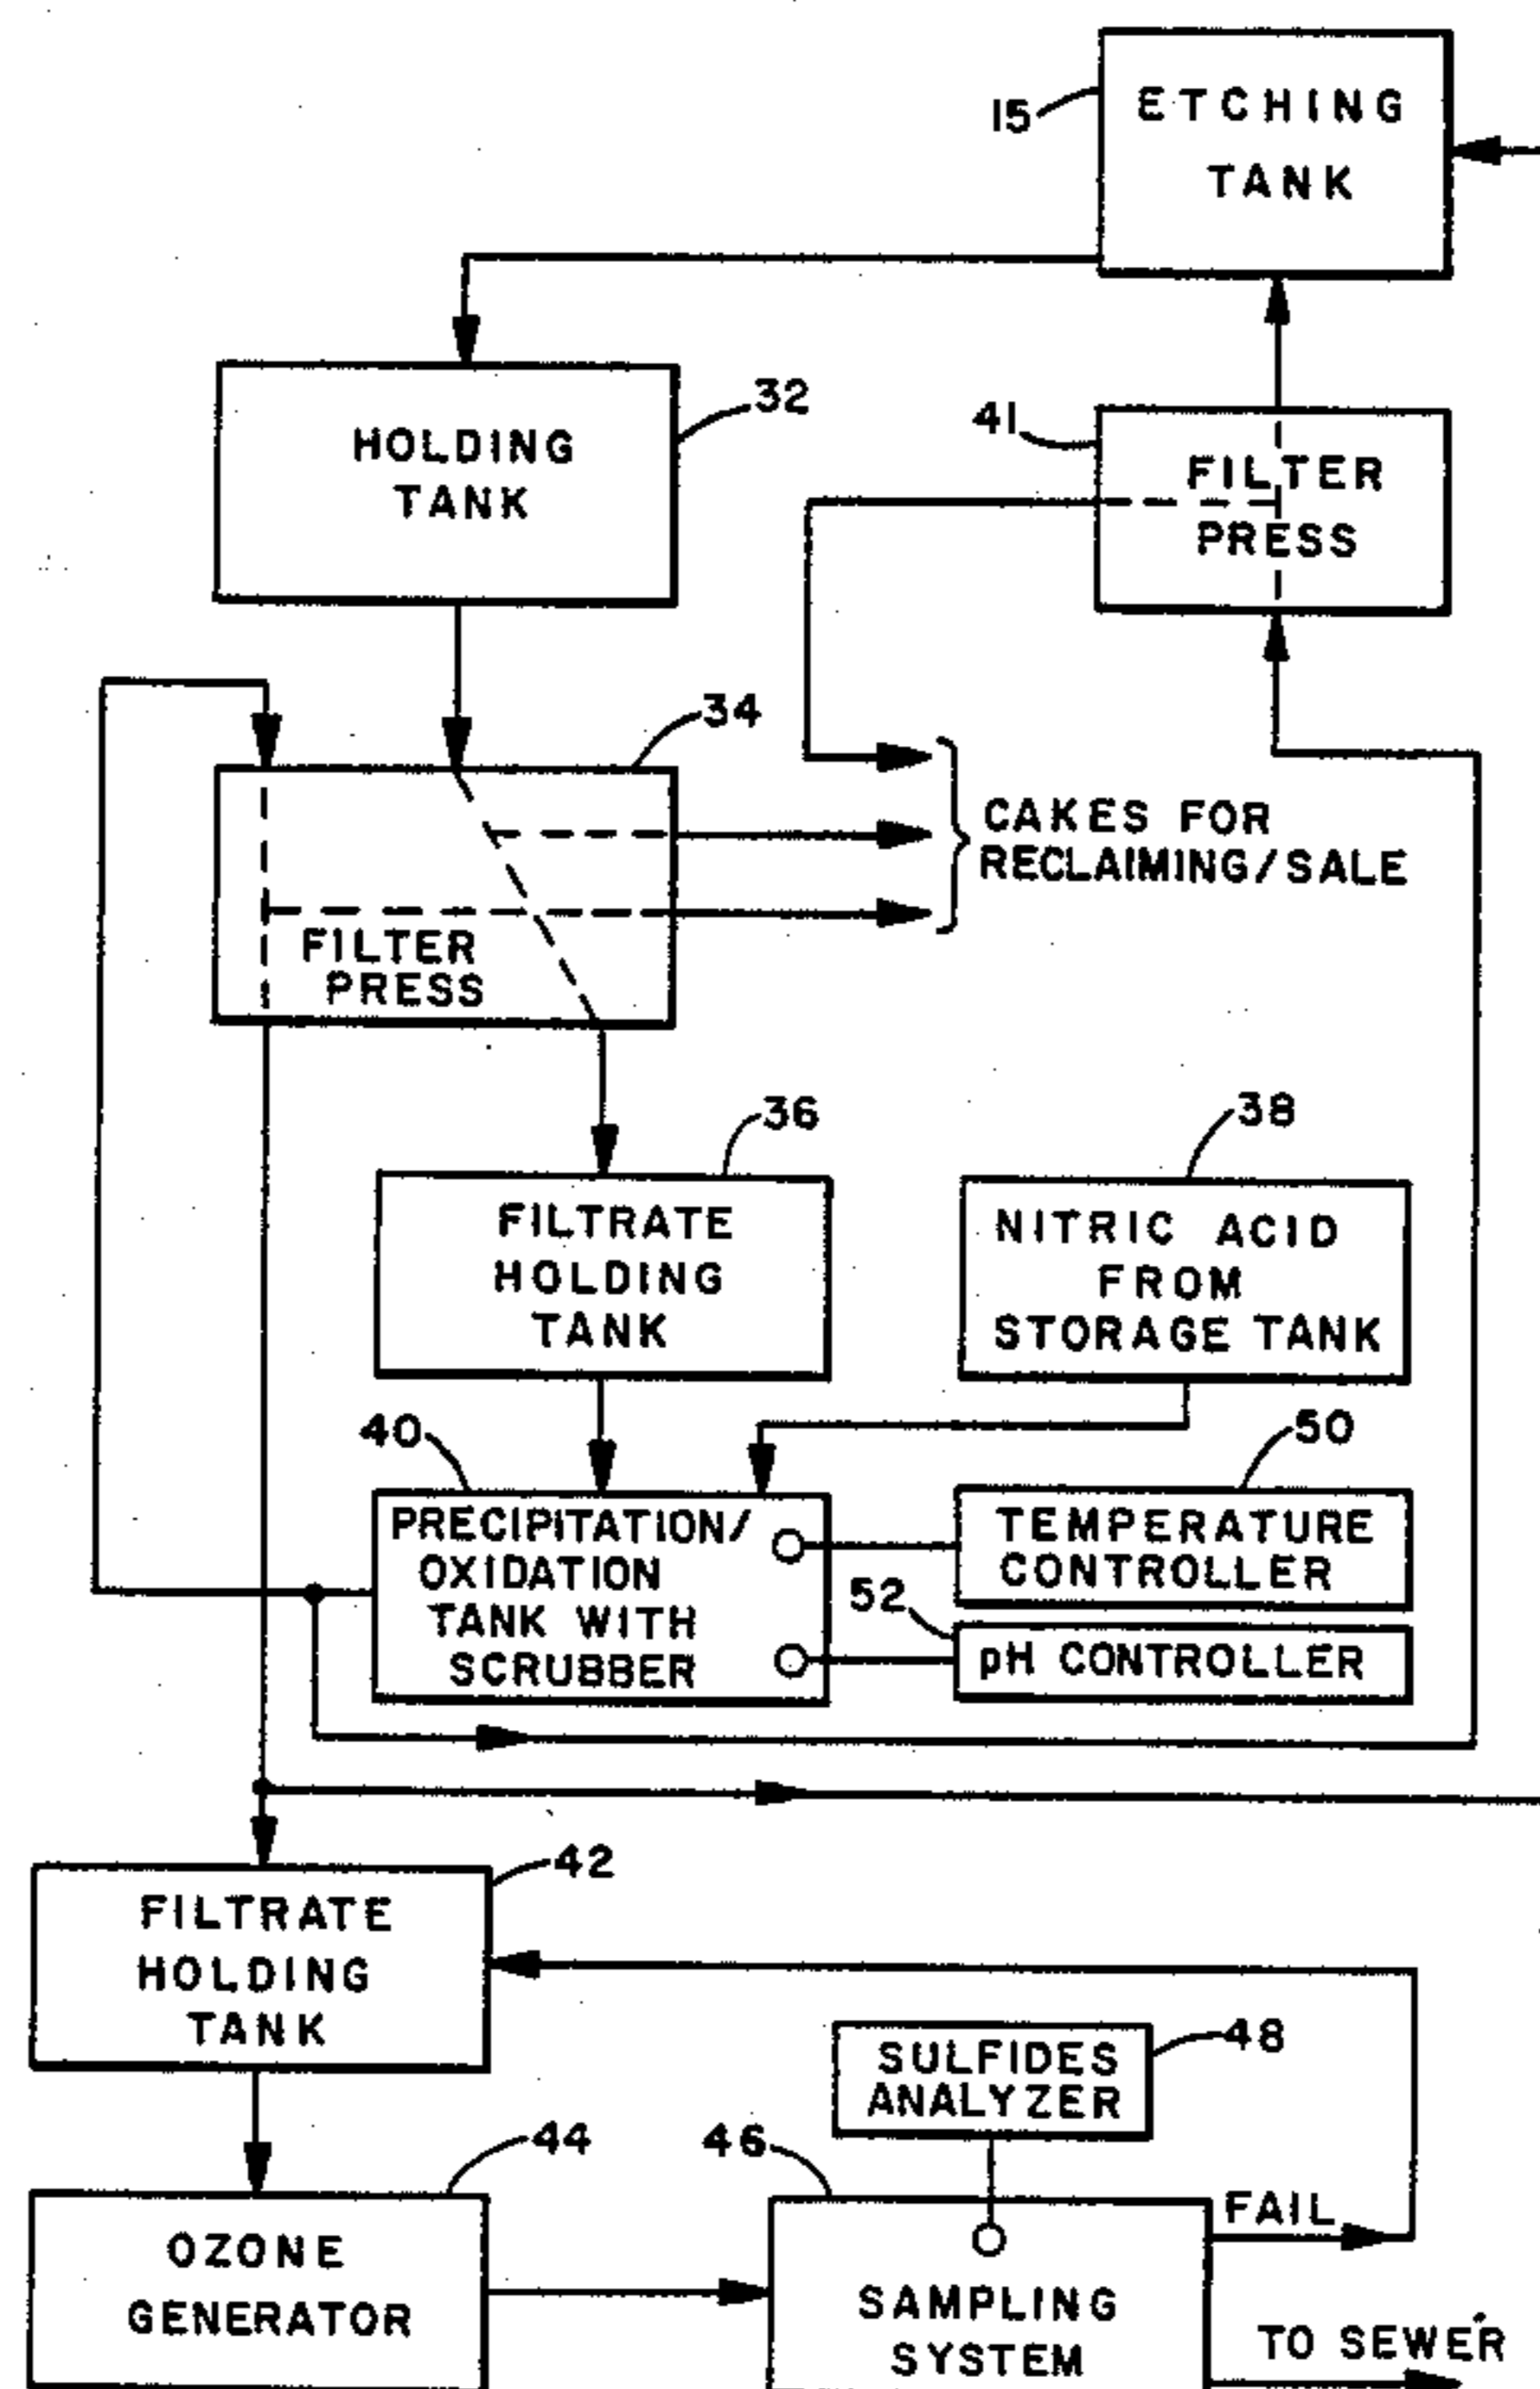 15
ETCHING
TANK
32
HOLDING
TANK
41
FILTER
PRESS
34
CAKES FOR
RECLAIMING/SALE
FILTER
PRESS
36
FILTRATE
HOLDING
TANK
38
NITRIC ACID
FROM
STORAGE TANK
40
PRECIPITATION/
OXIDATION
TANK WITH
SCRUBBER
50
TEMPERATURE
CONTROLLER
52
pH CONTROLLER
42
FILTRATE
HOLDING
TANK
48
SULFIDES
ANALYZER
44
OZONE
GENERATOR
46
SAMPLING
SYSTEM
FAIL
TO SEWER